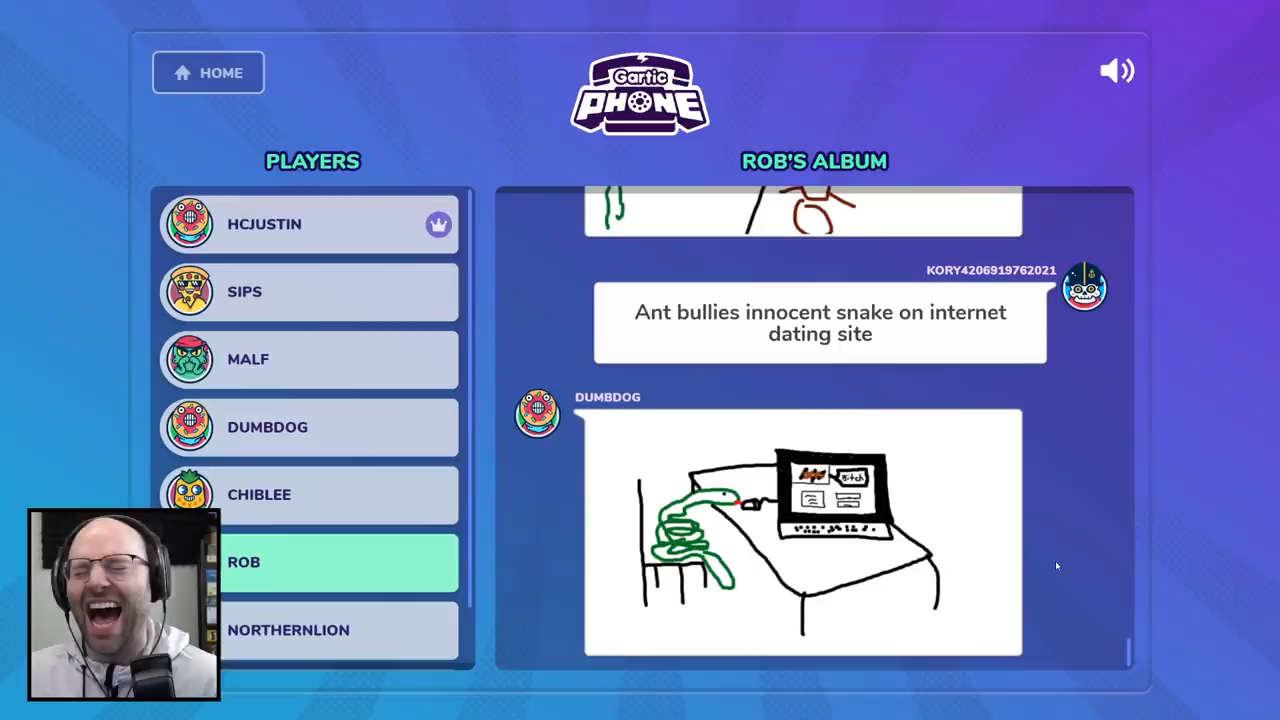 HOME
Gartic
PHONE
PLAYERS
ROB'S ALBUM
HCJUSTIN
SIPS
MALF
DUMBDOG
CHIBLEE
ROB
NORTHERNLION
KORY4206919762021
Ant bullies innocent snake on internet
dating site
DUMBDOG
Bitch